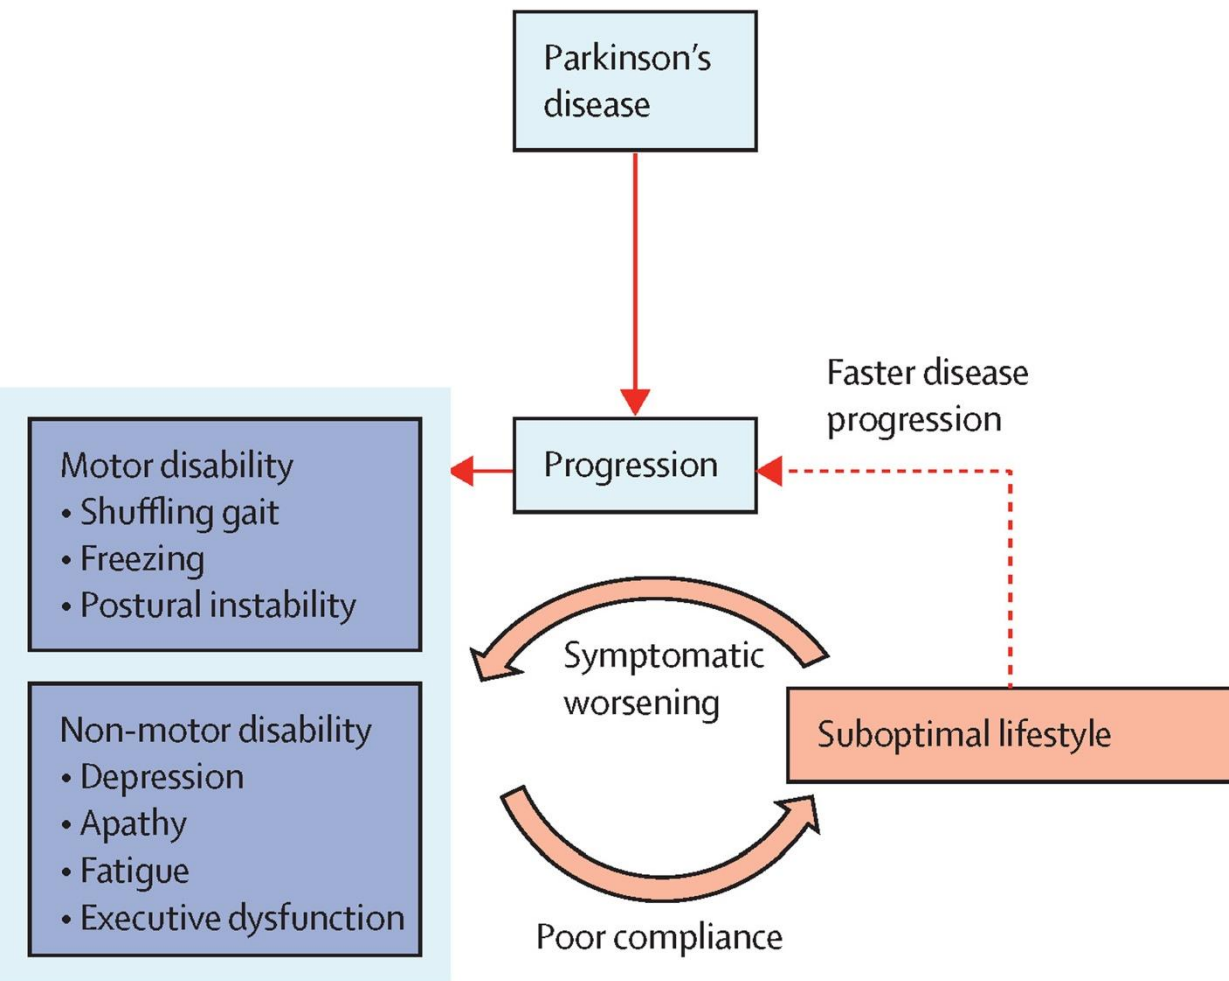 Parkinson's
disease
Faster disease
progression
Progression
Motor disability
• Shuffling gait
• Freezing
• Postural instability
Symptomatic
worsening
Suboptimal lifestyle
Non-motor disability
• Depression
• Apathy
• Fatigue
• Executive dysfunction
Poor compliance